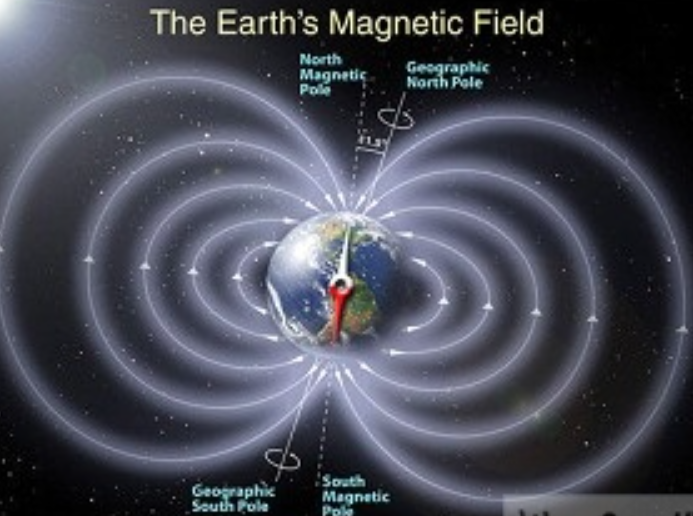 The Earth's Magnetic Field
North
Magnetic
Pole
Geographic
North Pole
Geographic
South Pole
South
Magnetic
Pole